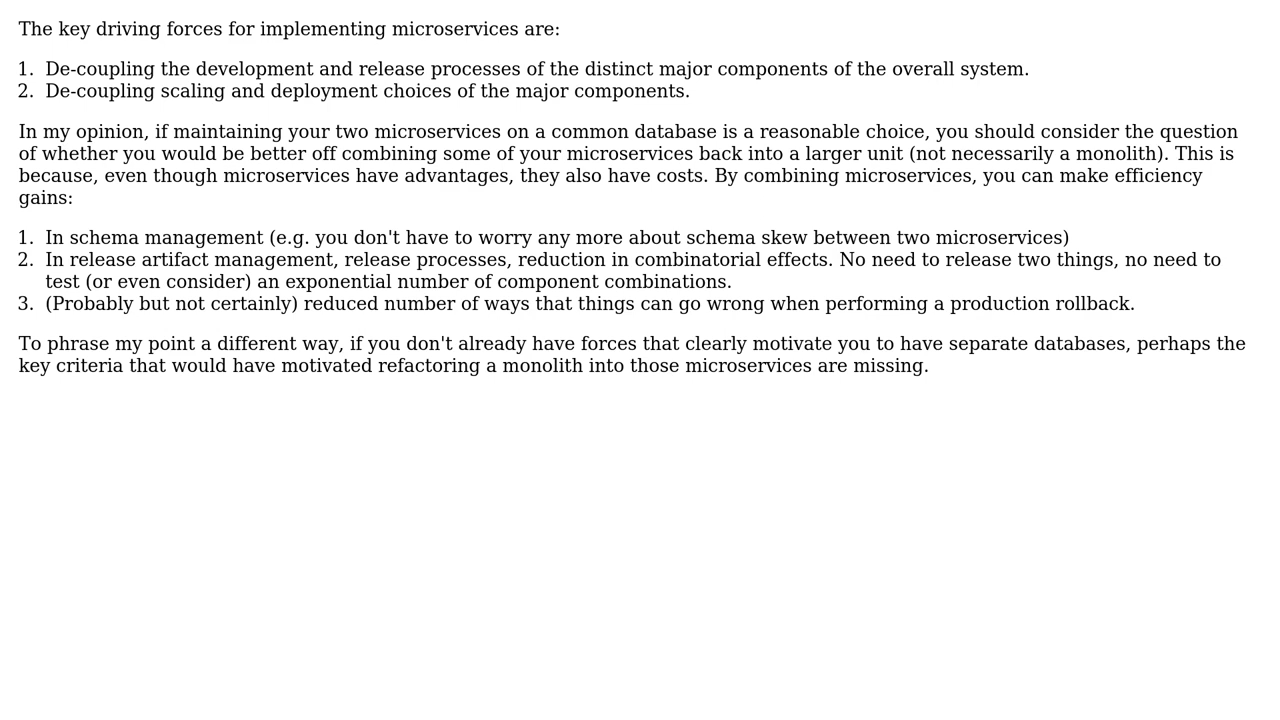 The key driving forces for implementing microservices are:
1. De-coupling the development and release processes of the distinct major components of the overall system.
2. De-coupling scaling and deployment choices of the major components.
In my opinion, if maintaining your two microservices on a common database is a reasonable choice, you should consider the question
of whether you would be better off combining some of your microservices back into a larger unit (not necessarily a monolith). This is
because, even though microservices have advantages, they also have costs. By combining microservices, you can make efficiency
gains:
1. In schema management (e.g. you don't have to worry any more about schema skew between two microservices)
2. In release artifact management, release processes, reduction in combinatorial effects. No need to release two things, no need to
test (or even consider) an exponential number of component combinations.
3. (Probably but not certainly) reduced number of ways that things can go wrong when performing a production rollback.
To phrase my point a different way, if you don't already have forces that clearly motivate you to have separate databases, perhaps the
key criteria that would have motivated refactoring a monolith into those microservices are missing.